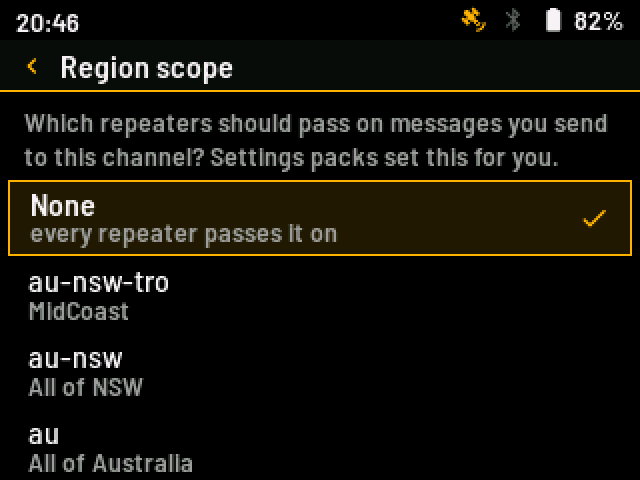 20:46
82%
Region scope
Which repeaters should pass on messages you send
to this channel? Settings packs set this for you.
None
every repeater passes it on
au-nsw-tro
MidCoast
au-nsw
All of NSW
au
All of Australia